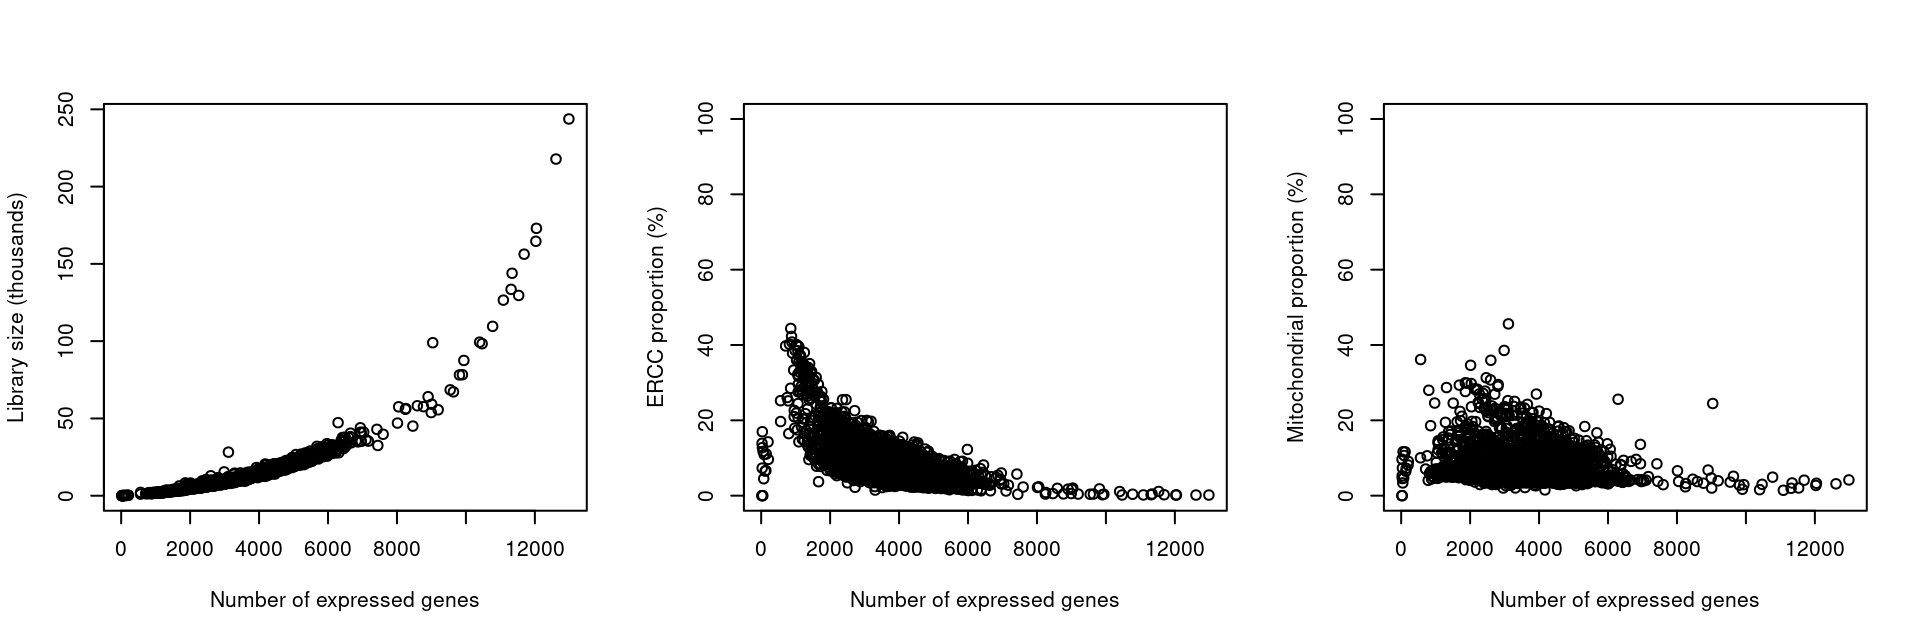 Library size (thousands)
0 50 100 150 200 250
0 2000 4000 6000 8000 12000
Number of expressed genes
ERCC proportion (%)
0 20 40 60 80 100
0 2000 4000 6000 8000 12000
Number of expressed genes
Mitochondrial proportion (%)
0 20 40 60 80 100
0 2000 4000 6000 8000 12000
Number of expressed genes